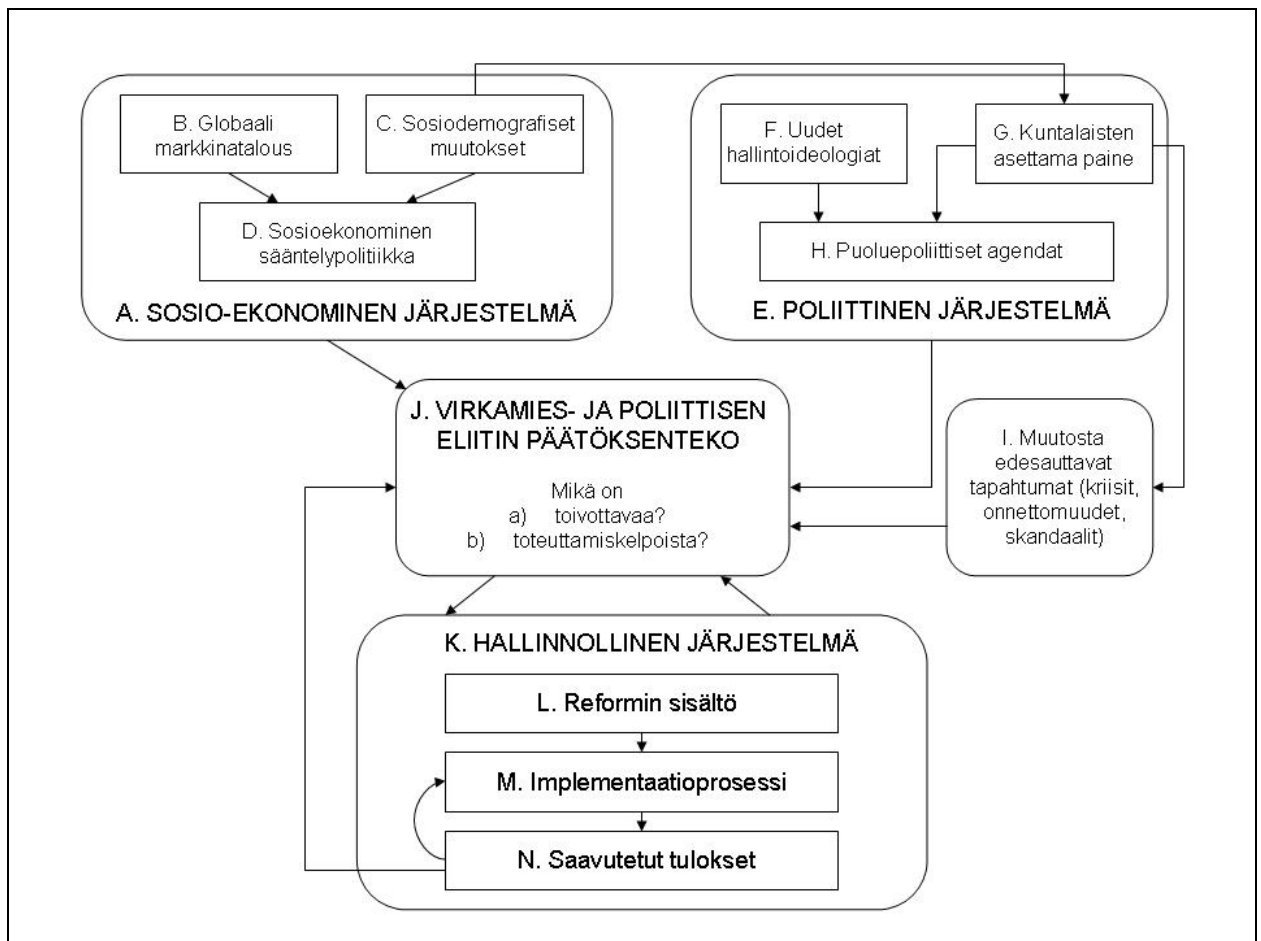 B. Globaali
markkinatalous
C. Sosiodemografiset
muutokset
D. Sosioekonominen
sääntelypolitiikka
A. SOSIO-EKONOMINEN JÄRJESTELMÄ
F. Uudet
hallintoideologiat
G. Kuntalaisten
asettama paine
H. Puoluepoliittiset agendat
E. POLIITTINEN JÄRJESTELMÄ
J. VIRKAMIES- JA POLIITTISEN
ELIITIN PÄÄTÖKSENTEKO
Mikä on
a) toivottavaa?
b) toteuttamiskelpoista?
I. Muutosta
edesauttavat
tapahtumat (kriisit,
onnettomuudet,
skandaalit)
K. HALLINNOLLINEN JÄRJESTELMÄ
L. Reformin sisältö
M. Implementaatioprosessi
N. Saavutetut tulokset